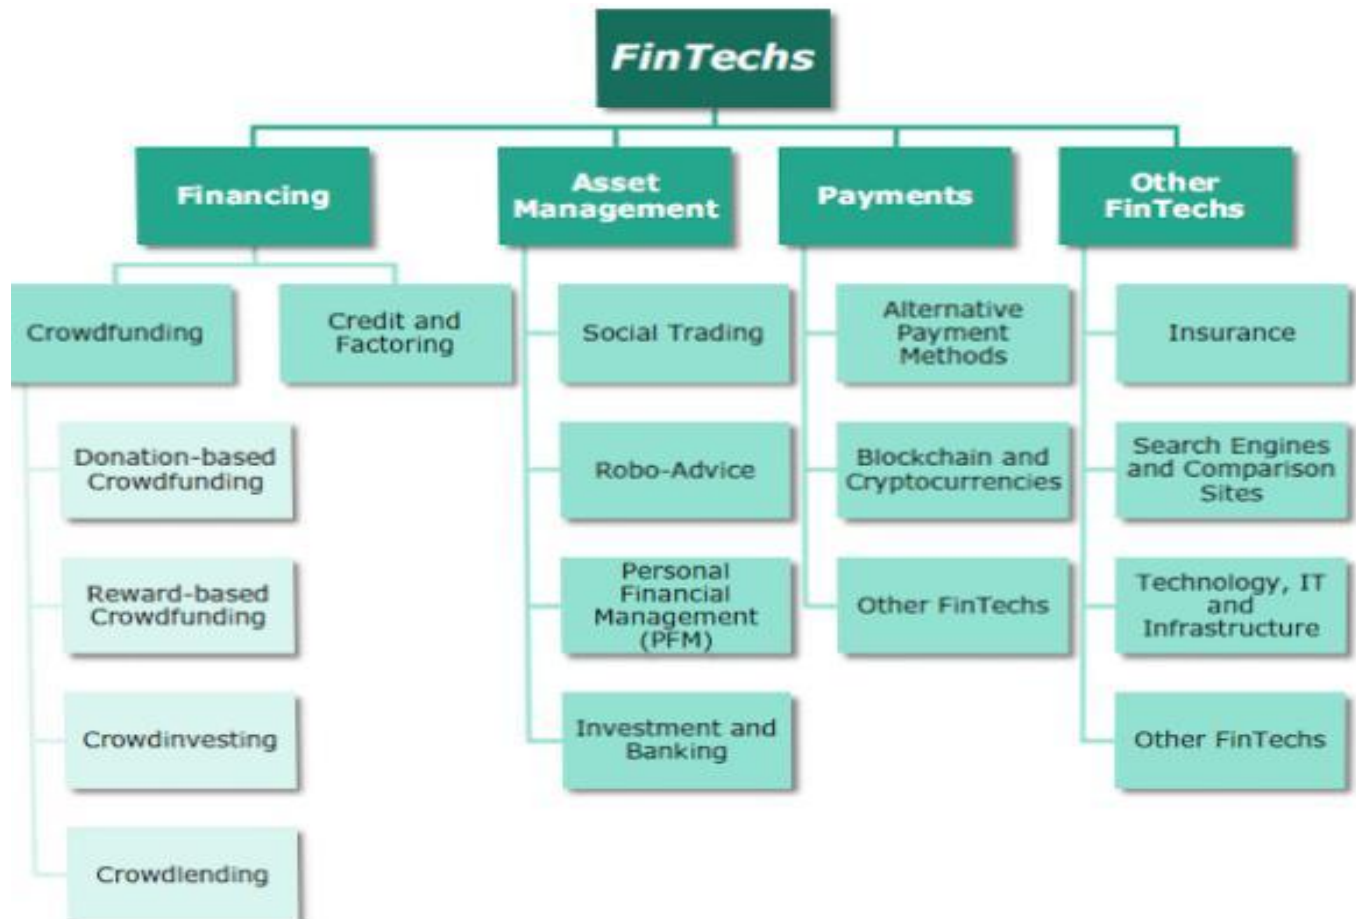 FinTechs
Financing
Asset
Management
Payments
Other
FinTechs
Crowdfunding
Credit and
Factoring
Social Trading
Alternative
Payment
Methods
Insurance
Donation-based
Crowdfunding
Robo-Advice
Blockchain and
Cryptocurrencies
Search Engines
and Comparison
Sites
Reward-based
Crowdfunding
Personal
Financial
Management
(PFM)
Other FinTechs
Technology, IT
and
Infrastructure
Crowdinvesting
Investment and
Banking
Other FinTechs
Crowdlending